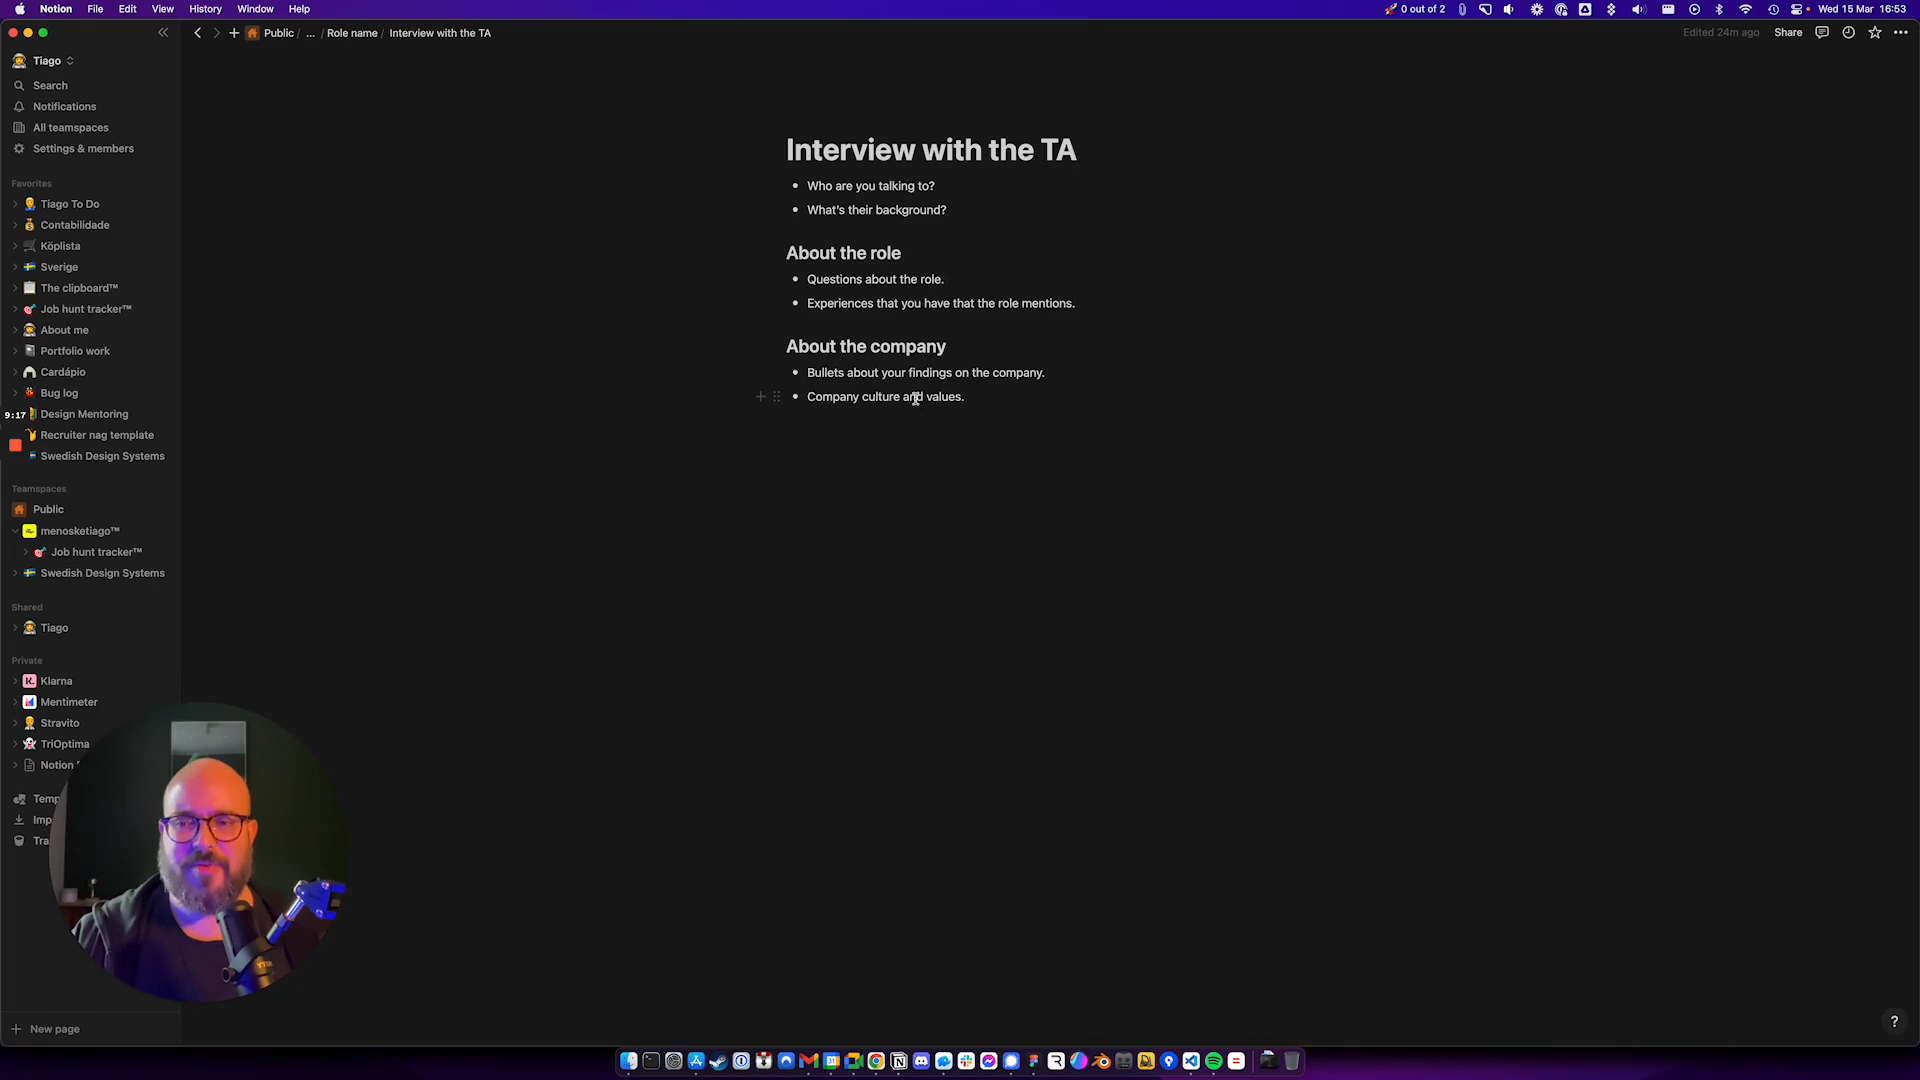 Notion File Edit View History Window Help
0 out of 2
Wed 15 Mar 16:53
Public / ... / Role name / Interview with the TA
Edited 24m ago Share
Tiago
Search
Notifications
All teamspaces
Settings & members
Favorites
Tiago To Do
Contabilidade
Köplista
Sverige
The clipboard™
Job hunt tracker™
About me
Portfolio work
Cardápio
Bug log
9:17
Design Mentoring
Recruiter nag template
Swedish Design Systems
Teamspaces
Public
menosketiago™
Job hunt tracker™
Swedish Design Systems
Shared
Tiago
Private
Klarna
Mentimeter
Stravito
TriOptima
Notion
Temp
Imp
Tra
New page
Interview with the TA
• Who are you talking to?
• What's their background?
About the role
• Questions about the role.
• Experiences that you have that the role mentions.
About the company
• Bullets about your findings on the company.
• Company culture and values.
?